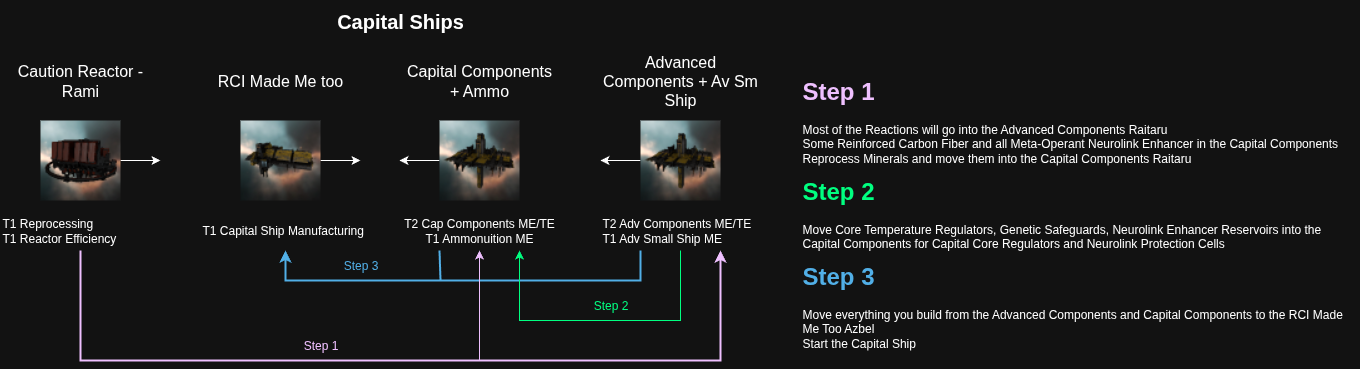 Capital Ships
Caution Reactor -
Rami
RCI Made Me too
Capital Components
+ Ammo
Advanced
Components + Av Sm
Ship
T1 Reprocessing
T1 Reactor Efficiency
T1 Capital Ship Manufacturing
T2 Cap Components ME/TE
T1 Ammonuition ME
T2 Adv Components ME/TE
T1 Adv Small Ship ME
Step 3
Step 2
Step 1
Step 1
Most of the Reactions will go into the Advanced Components Raitaru
Some Reinforced Carbon Fiber and all Meta-Operant Neurolink Enhancer in the Capital Components
Reprocess Minerals and move them into the Capital Components Raitaru
Step 2
Move Core Temperature Regulators, Genetic Safeguards, Neurolink Enhancer Reservoirs into the
Capital Components for Capital Core Regulators and Neurolink Protection Cells
Step 3
Move everything you build from the Advanced Components and Capital Components to the RCI Made
Me Too Azbel
Start the Capital Ship